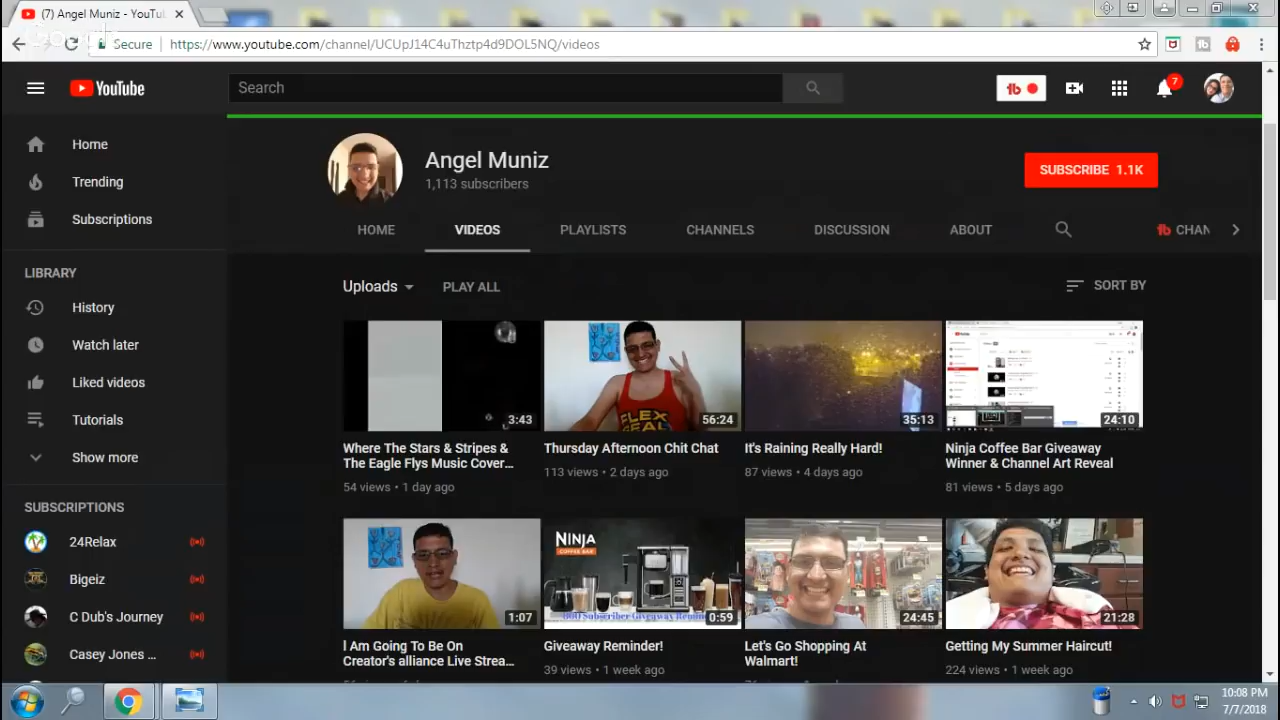 (7) Angel Muniz - YouTu
Secure
https://www.youtube.com/channel/UCUpJ14C4uThztp4d9DOL5NQ/videos
YouTube
Search
7
Home
Trending
Subscriptions
LIBRARY
History
Watch later
Liked videos
Tutorials
Show more
SUBSCRIPTIONS
24Relax
Bigeiz
C Dub's Journey
Casey Jones ...
Angel Muniz
1,113 subscribers
SUBSCRIBE 1.1K
HOME
VIDEOS
PLAYLISTS
CHANNELS
DISCUSSION
ABOUT
CHAN
Uploads
PLAY ALL
SORT BY
3:43
Where The Stars & Stripes &
The Eagle Flys Music Cover...
54 views • 1 day ago
56:24
Thursday Afternoon Chit Chat
113 views • 2 days ago
35:13
It's Raining Really Hard!
87 views • 4 days ago
24:10
Ninja Coffee Bar Giveaway
Winner & Channel Art Reveal
81 views • 5 days ago
1:07
I Am Going To Be On
Creator's alliance Live Strea...
NINJA
COFFEE BAR
800 Subscriber Giveaway Reminder
0:59
Giveaway Reminder!
39 views • 1 week ago
24:45
Let's Go Shopping At
Walmart!
21:28
Getting My Summer Haircut!
224 views • 1 week ago
10:08 PM
7/7/2018